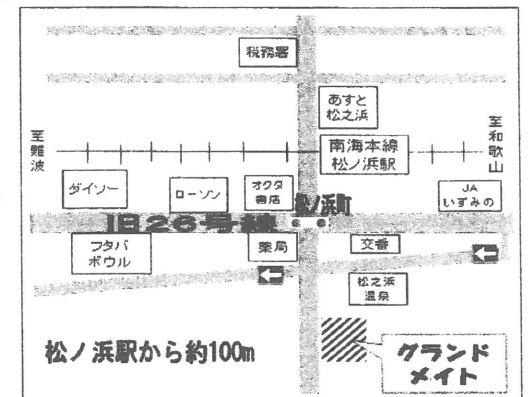 税務署
あすと
松之浜
至難波
南海本線
松ノ浜駅
至和歌山
ダイソー
ローソン
オクダ
書店
松ノ浜町
JA
いずみの
旧26号線
フタバ
ボウル
薬局
交番
松之浜
温泉
松ノ浜駅から約100m
グランド
メイト